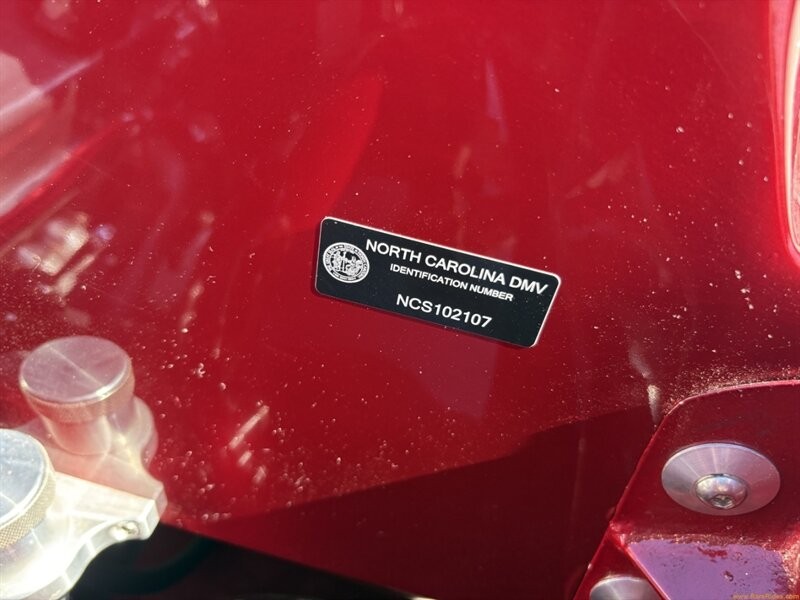 NORTH CAROLINA DMV
IDENTIFICATION NUMBER
NCS102107